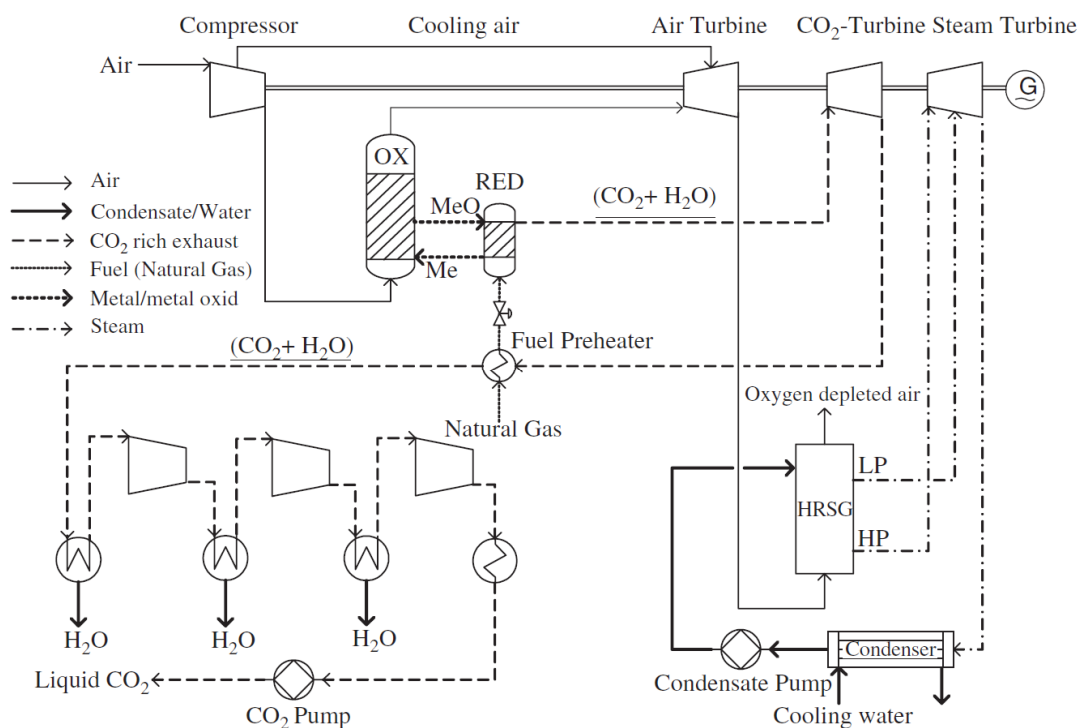 Compressor
Cooling air
Air Turbine
CO₂-Turbine Steam Turbine
Air
G
OX
RED
Air
Condensate/Water
CO₂ rich exhaust
Fuel (Natural Gas)
Metal/metal oxid
Steam
MeO
Me
(CO₂+ H₂O)
(CO₂+ H₂O)
Fuel Preheater
Natural Gas
Oxygen depleted air
LP
HRSG
HP
H₂O
H₂O
H₂O
Liquid CO₂
CO₂ Pump
Condensate Pump
Condenser
Cooling water